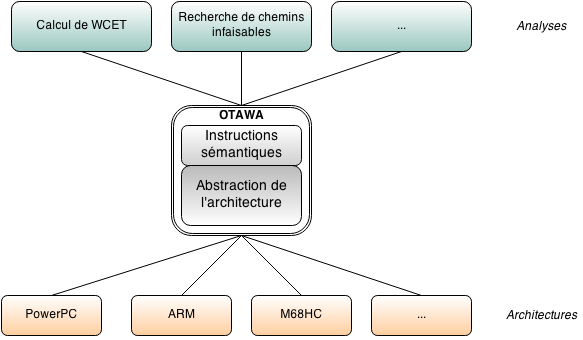 Calcul de WCET
Recherche de chemins
infaisables
...
Analyses
OTAWA
Instructions
sémantiques
Abstraction de
l'architecture
PowerPC
ARM
M68HC
...
Architectures